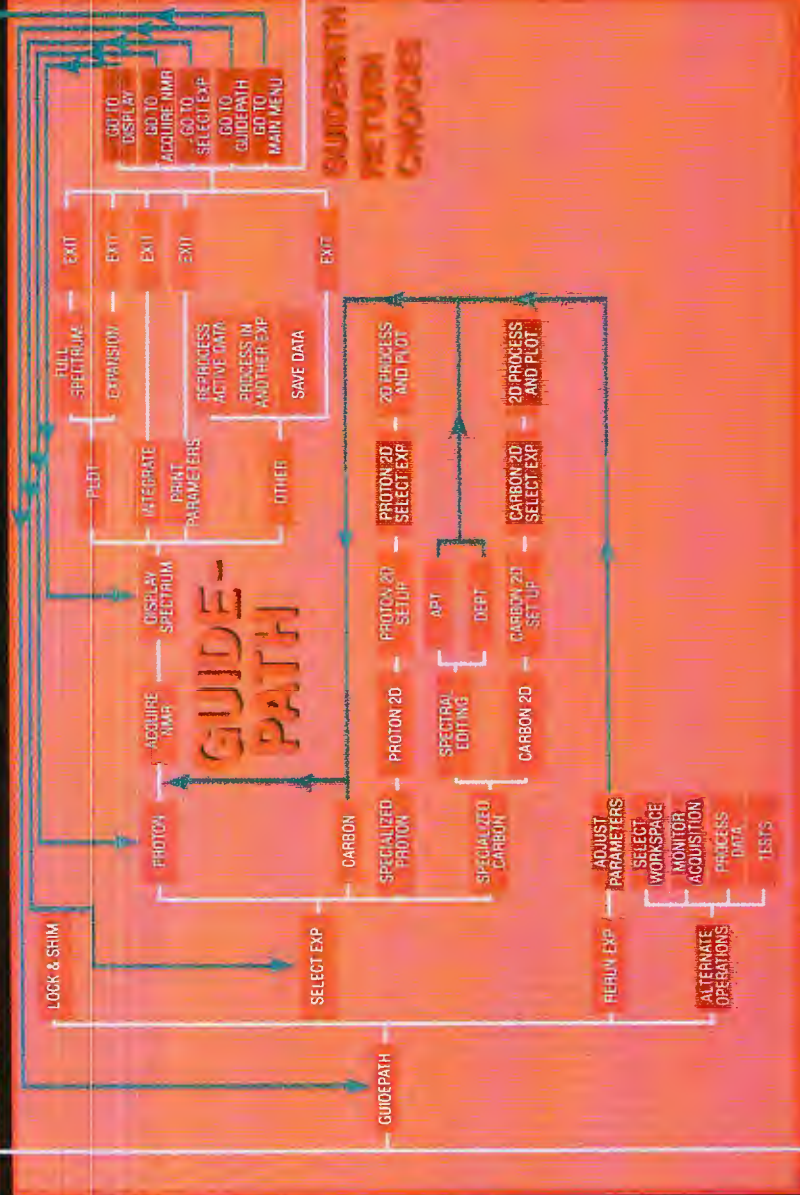 GUIDEPATH
LOCK & SHIM
SELECT EXP
RERUN EXP
ALTERNATE
OPERATIONS
PROTON
CARBON
SPECIALIZED
PROTON
SPECIALIZED
CARBON
ADJUST
PARAMETERS
SELECT
WORKSPACE
MONITOR
ACQUISITION
PROCESS
DATA
TESTS
ACQUIRE
NMR
GUIDE-
PATH
PROTON 2D
SPECTRAL
EDITING
CARBON 2D
DISPLAY
SPECTRUM
PROTON 2D
SETUP
APT
DEPT
CARBON 2D
SET UP
PLOT
INTEGRATE
PRINT
PARAMETERS
OTHER
PROTON 2D
SELECT EXP
CARBON 2D
SELECT EXP
FULL
SPECTRUM
EXPANSION
REPROCESS
ACTIVE DATA
PROCESS IN
ANOTHER EXP
SAVE DATA
2D PROCESS
AND PLOT
2D PROCESS
AND PLOT
EXIT
EXIT
EXIT
EXIT
EXIT
GO TO
DISPLAY
GO TO
ACQUIRE NMR
GO TO
SELECT EXP
GO TO
GUIDEPATH
GO TO
MAIN MENU
GUIDEPATH
RETURN
CHOICES